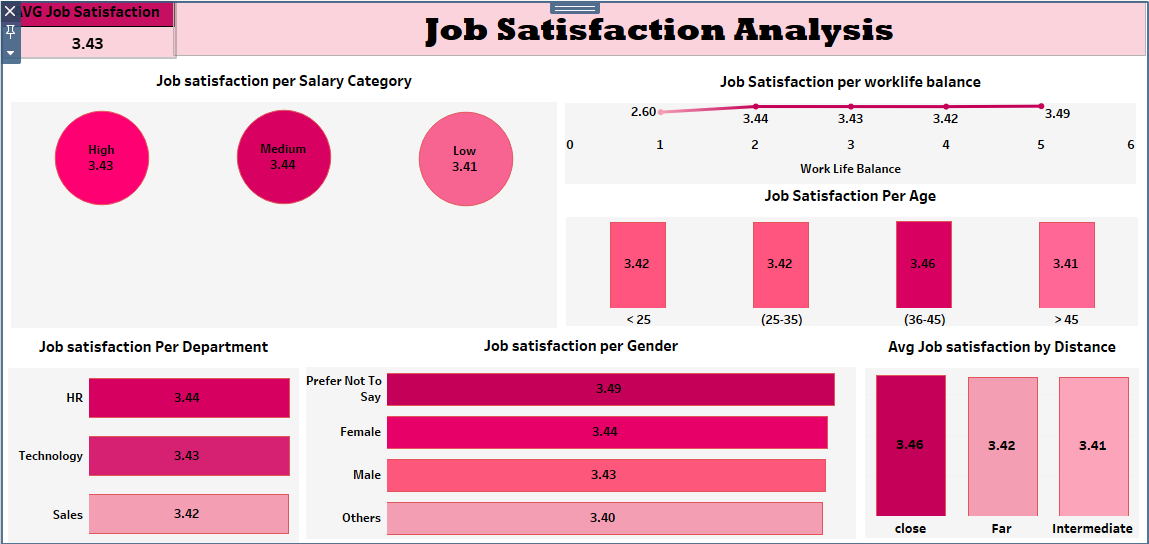 AVG Job Satisfaction
3.43
Job Satisfaction Analysis
Job satisfaction per Salary Category
High
3.43
Medium
3.44
Low
3.41
Job Satisfaction per worklife balance
2.60
3.44
3.43
3.42
3.49
0 1 2 3 4 5 6
Work Life Balance
Job Satisfaction Per Age
3.42 3.42 3.46 3.41
< 25 (25-35) (36-45) > 45
Job satisfaction Per Department
HR 3.44
Technology 3.43
Sales 3.42
Job satisfaction per Gender
Prefer Not To
Say 3.49
Female 3.44
Male 3.43
Others 3.40
Avg Job satisfaction by Distance
3.46 3.42 3.41
close Far Intermediate